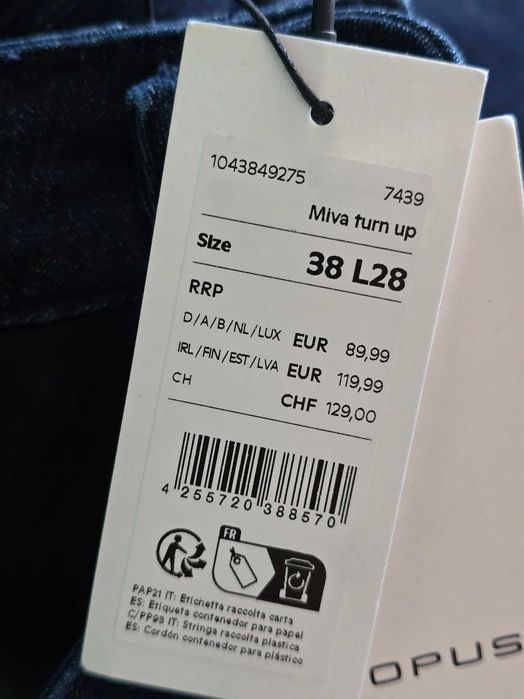 1043849275
7439
Miva turn up
Size 38 L28
RRP
D/A/B/NL/LUX EUR 89,99
IRL/FIN/EST/LVA EUR 119,99
CH CHF 129,00
4 255720 388570
FR
PAP21 IT: Etichetta raccolta carta
ES: Etiqueta contenedor para papel
C/PP98 IT: Stringa raccolta plastica
ES: Cordón contenedor para plástico
OPUS